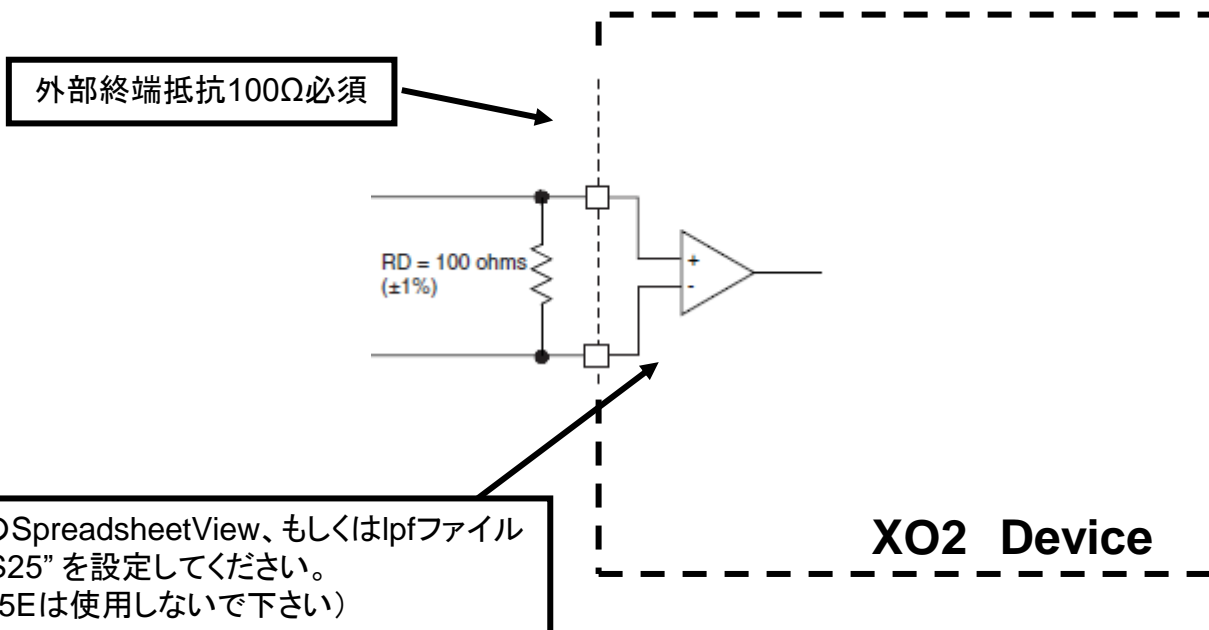 外部終端抵抗100Ω必須
RD = 100 ohms
(±1%)
+
-
のSpreadsheetView、もしくはlpfファイル
S25” を設定してください。
5Eは使用しないで下さい）
XO2 Device